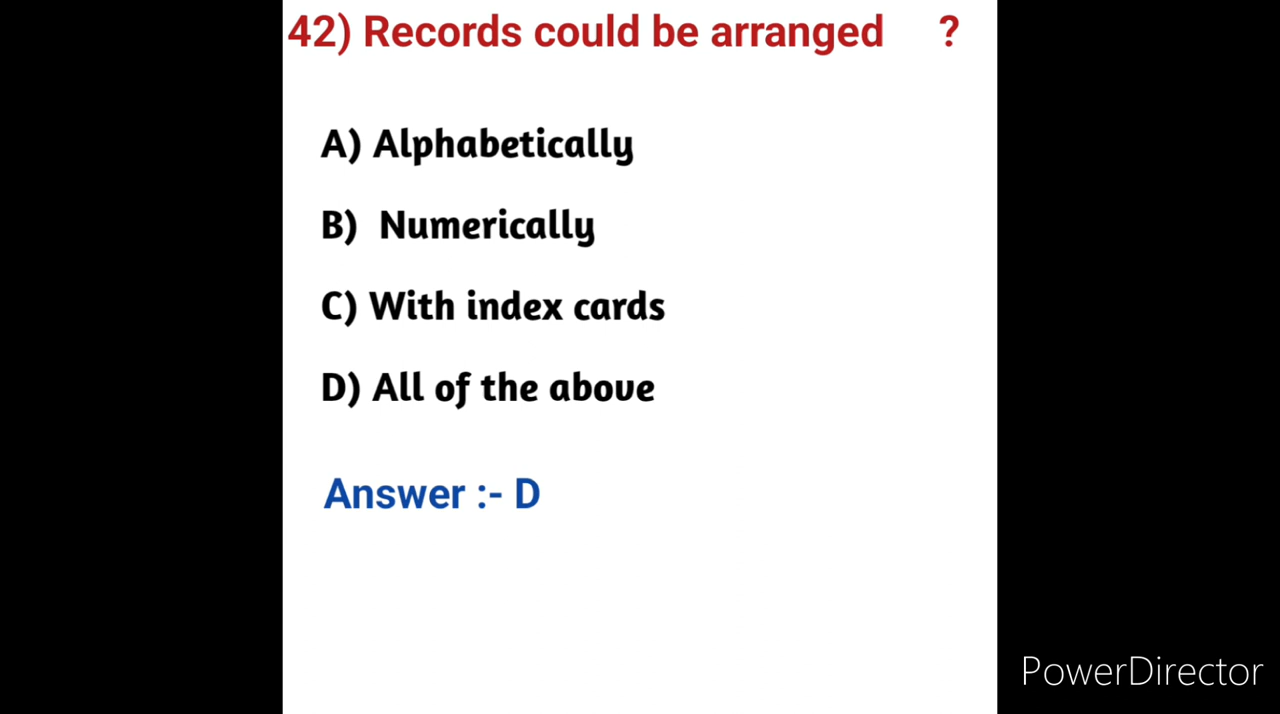 42) Records could be arranged ?
A) Alphabetically
B) Numerically
C) With index cards
D) All of the above
Answer :- D
PowerDirector